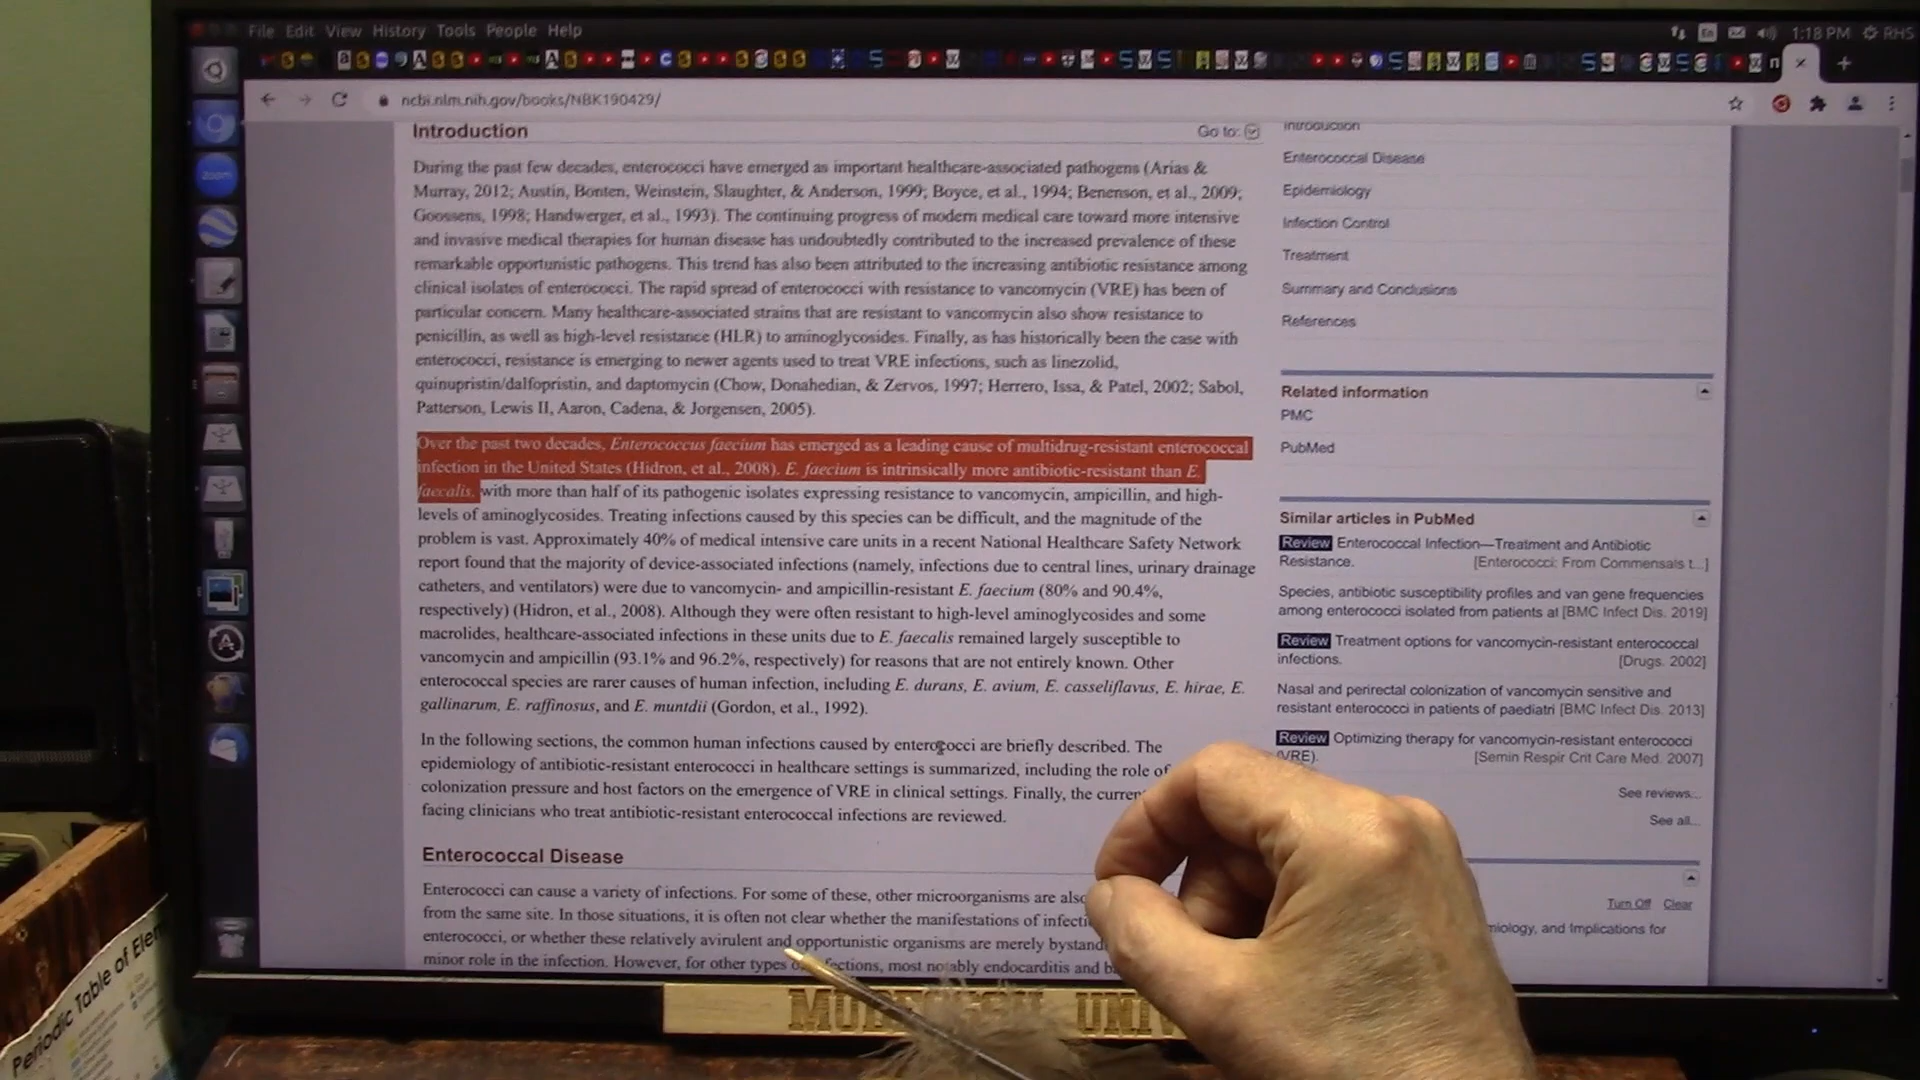 File Edit View History Tools People Help
En
1:18 PM
RHS
ncbi.nlm.nih.gov/books/NBK190429/
zoom
Introduction
Go to:
During the past few decades, enterococci have emerged as important healthcare-associated pathogens (Arias &
Murray, 2012; Austin, Bonten, Weinstein, Slaughter, & Anderson, 1999; Boyce, et al., 1994; Benenson, et al., 2009;
Goossens, 1998; Handwerger, et al., 1993). The continuing progress of modern medical care toward more intensive
and invasive medical therapies for human disease has undoubtedly contributed to the increased prevalence of these
remarkable opportunistic pathogens. This trend has also been attributed to the increasing antibiotic resistance among
clinical isolates of enterococci. The rapid spread of enterococci with resistance to vancomycin (VRE) has been of
particular concern. Many healthcare-associated strains that are resistant to vancomycin also show resistance to
penicillin, as well as high-level resistance (HLR) to aminoglycosides. Finally, as has historically been the case with
enterococci, resistance is emerging to newer agents used to treat VRE infections, such as linezolid,
quinupristin/dalfopristin, and daptomycin (Chow, Donahedian, & Zervos, 1997; Herrero, Issa, & Patel, 2002; Sabol,
Patterson, Lewis II, Aaron, Cadena, & Jorgensen, 2005).
Over the past two decades, Enterococcus faecium has emerged as a leading cause of multidrug-resistant enterococcal
infection in the United States (Hidron, et al., 2008). E. faecium is intrinsically more antibiotic-resistant than E.
faecalis, with more than half of its pathogenic isolates expressing resistance to vancomycin, ampicillin, and high-
levels of aminoglycosides. Treating infections caused by this species can be difficult, and the magnitude of the
problem is vast. Approximately 40% of medical intensive care units in a recent National Healthcare Safety Network
report found that the majority of device-associated infections (namely, infections due to central lines, urinary drainage
catheters, and ventilators) were due to vancomycin- and ampicillin-resistant E. faecium (80% and 90.4%,
respectively) (Hidron, et al., 2008). Although they were often resistant to high-level aminoglycosides and some
macrolides, healthcare-associated infections in these units due to E. faecalis remained largely susceptible to
vancomycin and ampicillin (93.1% and 96.2%, respectively) for reasons that are not entirely known. Other
enterococcal species are rarer causes of human infection, including E. durans, E. avium, E. casseliflavus, E. hirae, E.
gallinarum, E. raffinosus, and E. muntdii (Gordon, et al., 1992).
In the following sections, the common human infections caused by enterococci are briefly described. The
epidemiology of antibiotic-resistant enterococci in healthcare settings is summarized, including the role of
colonization pressure and host factors on the emergence of VRE in clinical settings. Finally, the curren
facing clinicians who treat antibiotic-resistant enterococcal infections are reviewed.
Enterococcal Disease
Enterococci can cause a variety of infections. For some of these, other microorganisms are also
from the same site. In those situations, it is often not clear whether the manifestations of infecti
enterococci, or whether these relatively avirulent and opportunistic organisms are merely bystand
minor role in the infection. However, for other types of infections, most notably endocarditis and b
Introduction
Enterococcal Disease
Epidemiology
Infection Control
Treatment
Summary and Conclusions
References
Related information
PMC
PubMed
Similar articles in PubMed
Review Enterococcal Infection—Treatment and Antibiotic
Resistance. [Enterococci: From Commensals t...]
Species, antibiotic susceptibility profiles and van gene frequencies
among enterococci isolated from patients at [BMC Infect Dis. 2019]
Review Treatment options for vancomycin-resistant enterococcal
infections. [Drugs. 2002]
Nasal and perirectal colonization of vancomycin sensitive and
resistant enterococci in patients of paediatri [BMC Infect Dis. 2013]
Review Optimizing therapy for vancomycin-resistant enterococci
(VRE). [Semin Respir Crit Care Med. 2007]
See reviews...
See all...
Turn Off Clear
miology, and Implications for
Periodic Table of Elem
UNI